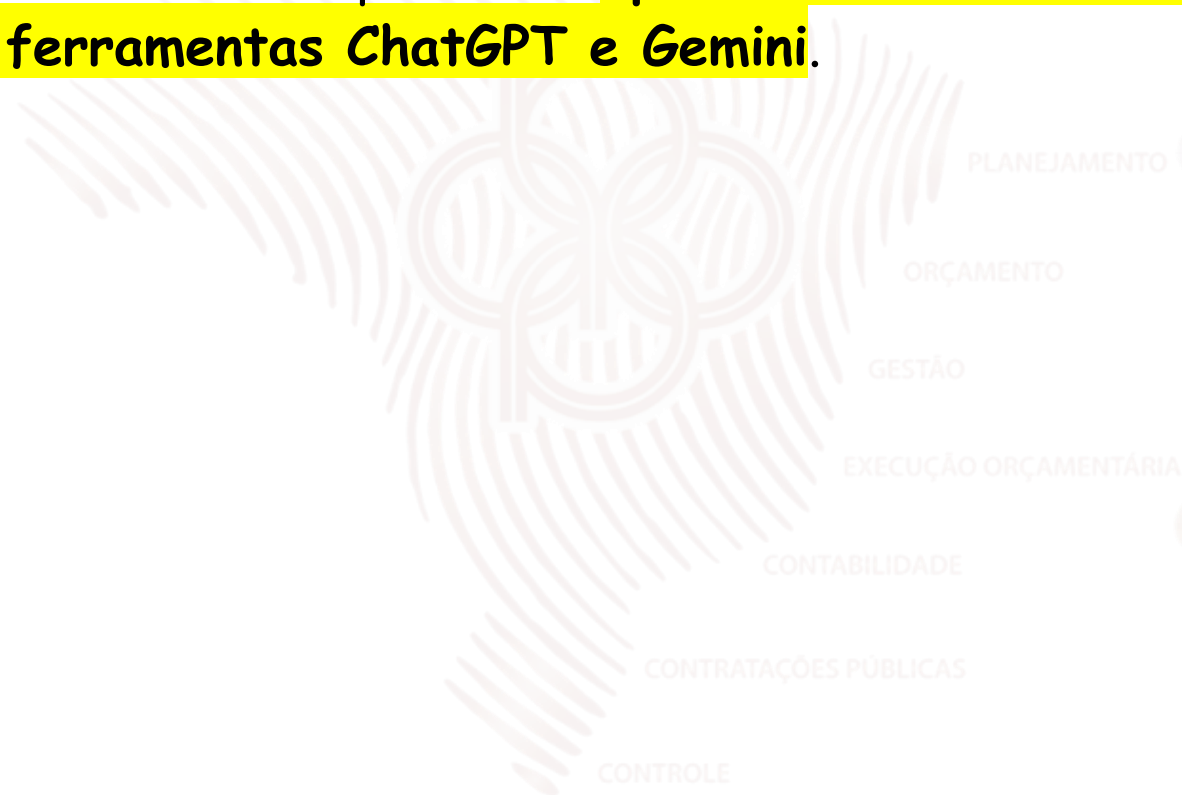 ferramentas ChatGPT e Gemini.
PLANEJAMENTO
ORÇAMENTO
GESTÃO
EXECUÇÃO ORÇAMENTÁRIA
CONTABILIDADE
CONTRATAÇÕES PÚBLICAS
CONTROLE